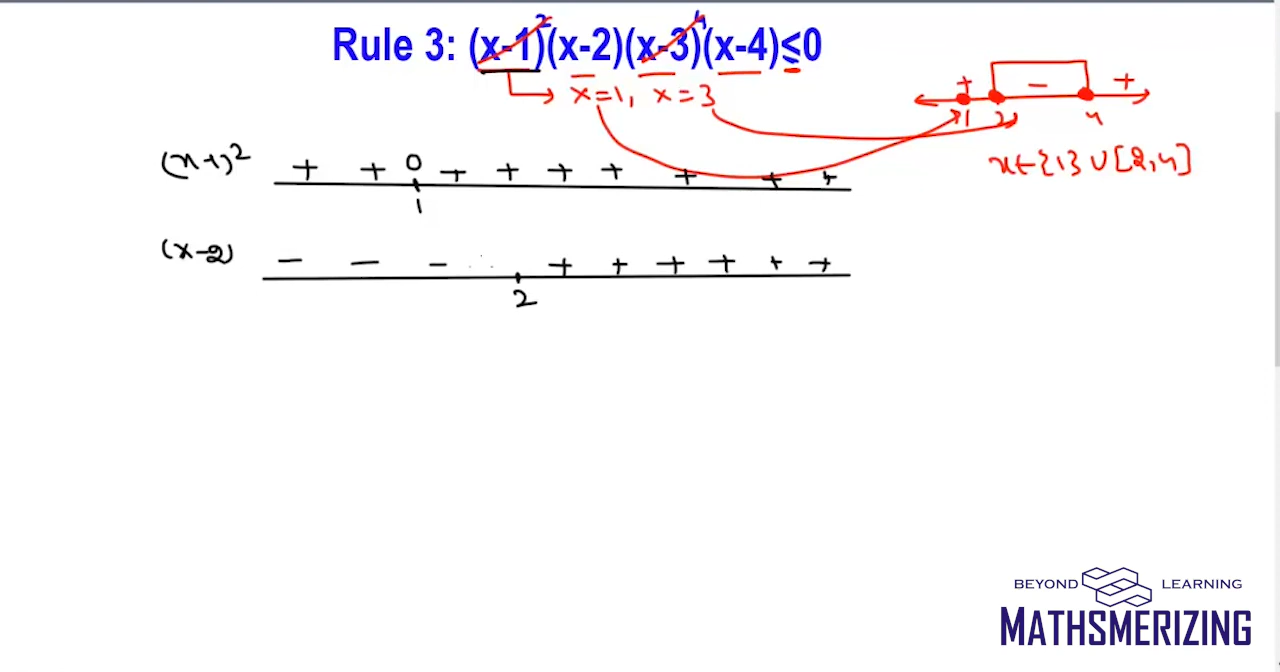 Rule 3: (x-1)²(x-2)(x-3)⁴(x-4)≤0
x=1, x=3
+ - +
1 2 4
x∈{1}∪[2,4]
(x-1)² + + 0 + + + + + + +
1
(x-2) - - - + + + + + +
2
BEYOND LEARNING
MATHSMERIZING